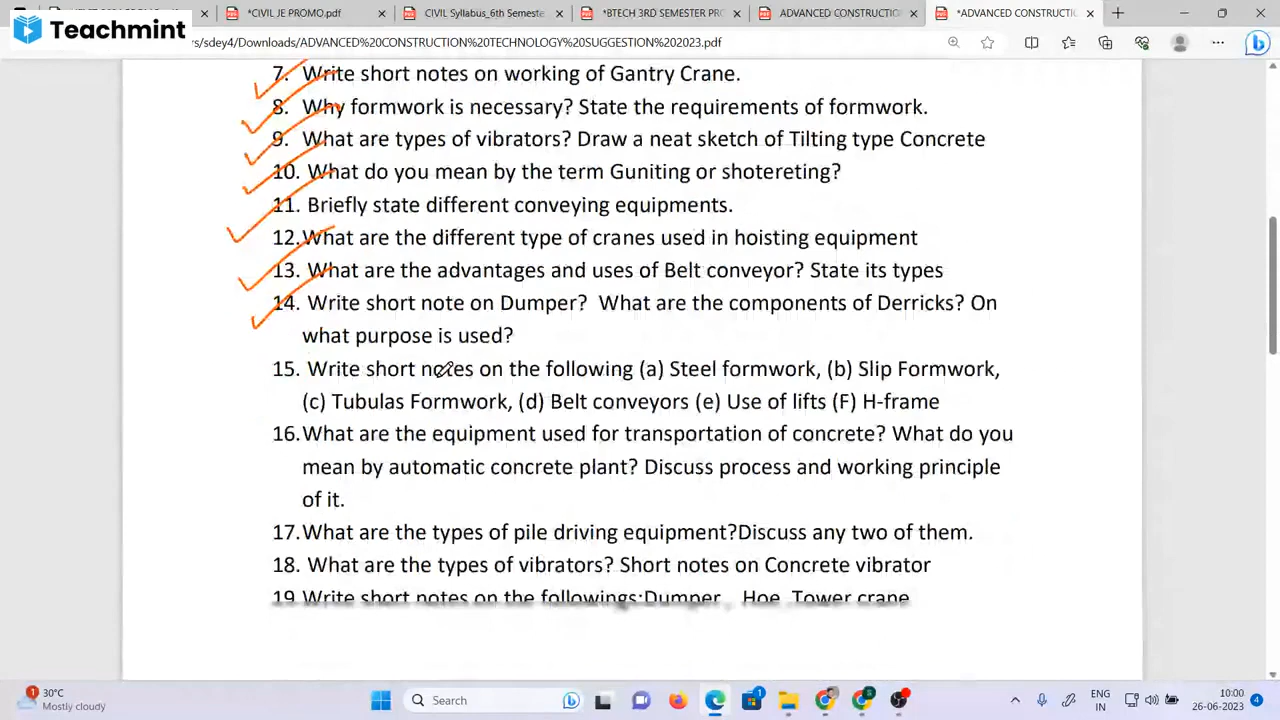 *CIVIL JE PROMO.pdf
CIVIL Syllabus 6th Semeste
*BTECH 3RD SEMESTER PRO
ADVANCED CONSTRUCTION
*ADVANCED CONSTRUCTIO
Teachmint
rs/sdey4/Downloads/ADVANCED%20CONSTRUCTION%20TECHNOLOGY%20SUGGESTION%202023.pdf
7. Write short notes on working of Gantry Crane.
8. Why formwork is necessary? State the requirements of formwork.
9. What are types of vibrators? Draw a neat sketch of Tilting type Concrete
10. What do you mean by the term Guniting or shotereting?
11. Briefly state different conveying equipments.
12. What are the different type of cranes used in hoisting equipment
13. What are the advantages and uses of Belt conveyor? State its types
14. Write short note on Dumper? What are the components of Derricks? On
what purpose is used?
15. Write short notes on the following (a) Steel formwork, (b) Slip Formwork,
(c) Tubulas Formwork, (d) Belt conveyors (e) Use of lifts (F) H-frame
16. What are the equipment used for transportation of concrete? What do you
mean by automatic concrete plant? Discuss process and working principle
of it.
17. What are the types of pile driving equipment?Discuss any two of them.
18. What are the types of vibrators? Short notes on Concrete vibrator
19 Write short notes on the followings:Dumper, Hoe, Tower crane
1
30°C
Mostly cloudy
Search
1
ENG
IN
10:00
26-06-2023
4